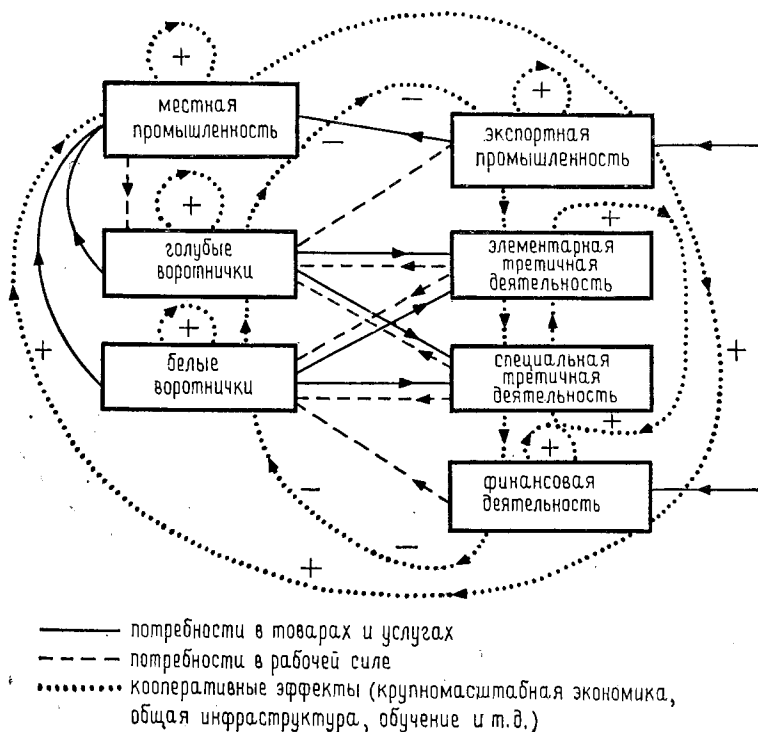 местная
промышленность
экспортная
промышленность
голубые
воротнички
элементарная
третичная
деятельность
белые
воротнички
специальная
третичная
деятельность
финансовая
деятельность
потребности в товарах и услугах
потребности в рабочей силе
кооперативные эффекты (крупномасштабная экономика,
общая инфраструктура, обучение и т.д.)